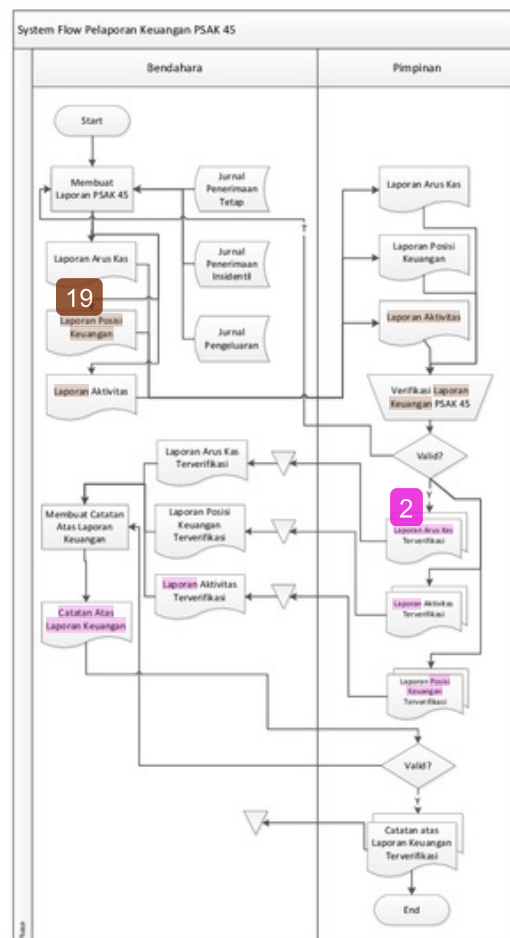 System Flow Pelaporan Keuangan PSAK 45
Bendahara
Pimpinan
Start
Membuat
Laporan PSAK 45
Jurnal
Penerimaan
Tetap
Laporan Arus Kas
Laporan Arus Kas
Jurnal
Penerimaan
Insidentil
Laporan Posisi
Keuangan
19
Laporan Posisi
Keuangan
Jurnal
Pengeluaran
Laporan Aktivitas
Laporan Aktivitas
Verifikasi Laporan
Keuangan PSAK 45
Valid?
Laporan Arus Kas
Terverifikasi
Y
2
Laporan Arus Kas
Terverifikasi
Membuat Catatan
Atas Laporan
Keuangan
Laporan Posisi
Keuangan
Terverifikasi
Laporan Aktivitas
Terverifikasi
Laporan Aktivitas
Terverifikasi
Catatan Atas
Laporan Keuangan
Laporan Posisi
Keuangan
Terverifikasi
Valid?
Y
Catatan atas
Laporan Keuangan
Terverifikasi
End